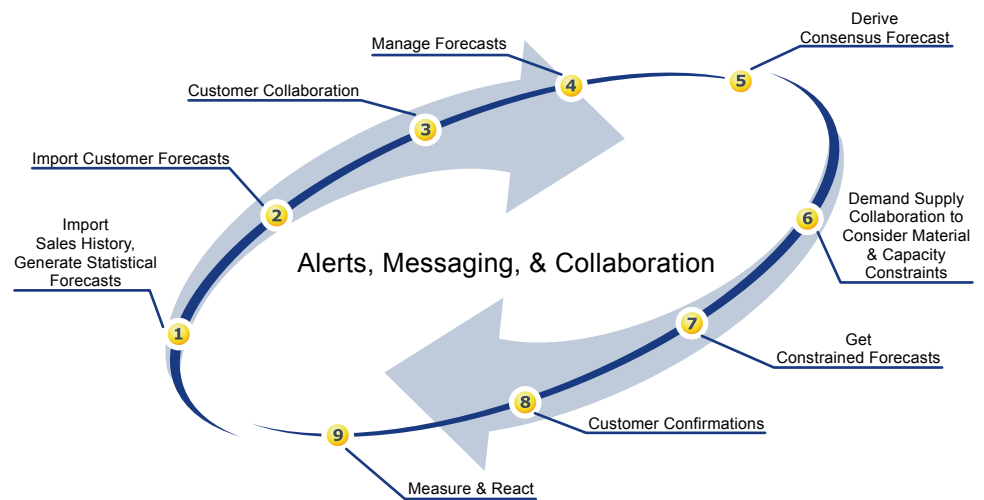 Derive
Consensus Forecast
5
Manage Forecasts
4
Customer Collaboration
3
Import Customer Forecasts
2
Import
Sales History,
Generate Statistical
Forecasts
1
Alerts, Messaging, & Collaboration
Demand Supply
Collaboration to
Consider Material
& Capacity
Constraints
6
Get
Constrained Forecasts
7
Customer Confirmations
8
Measure & React
9